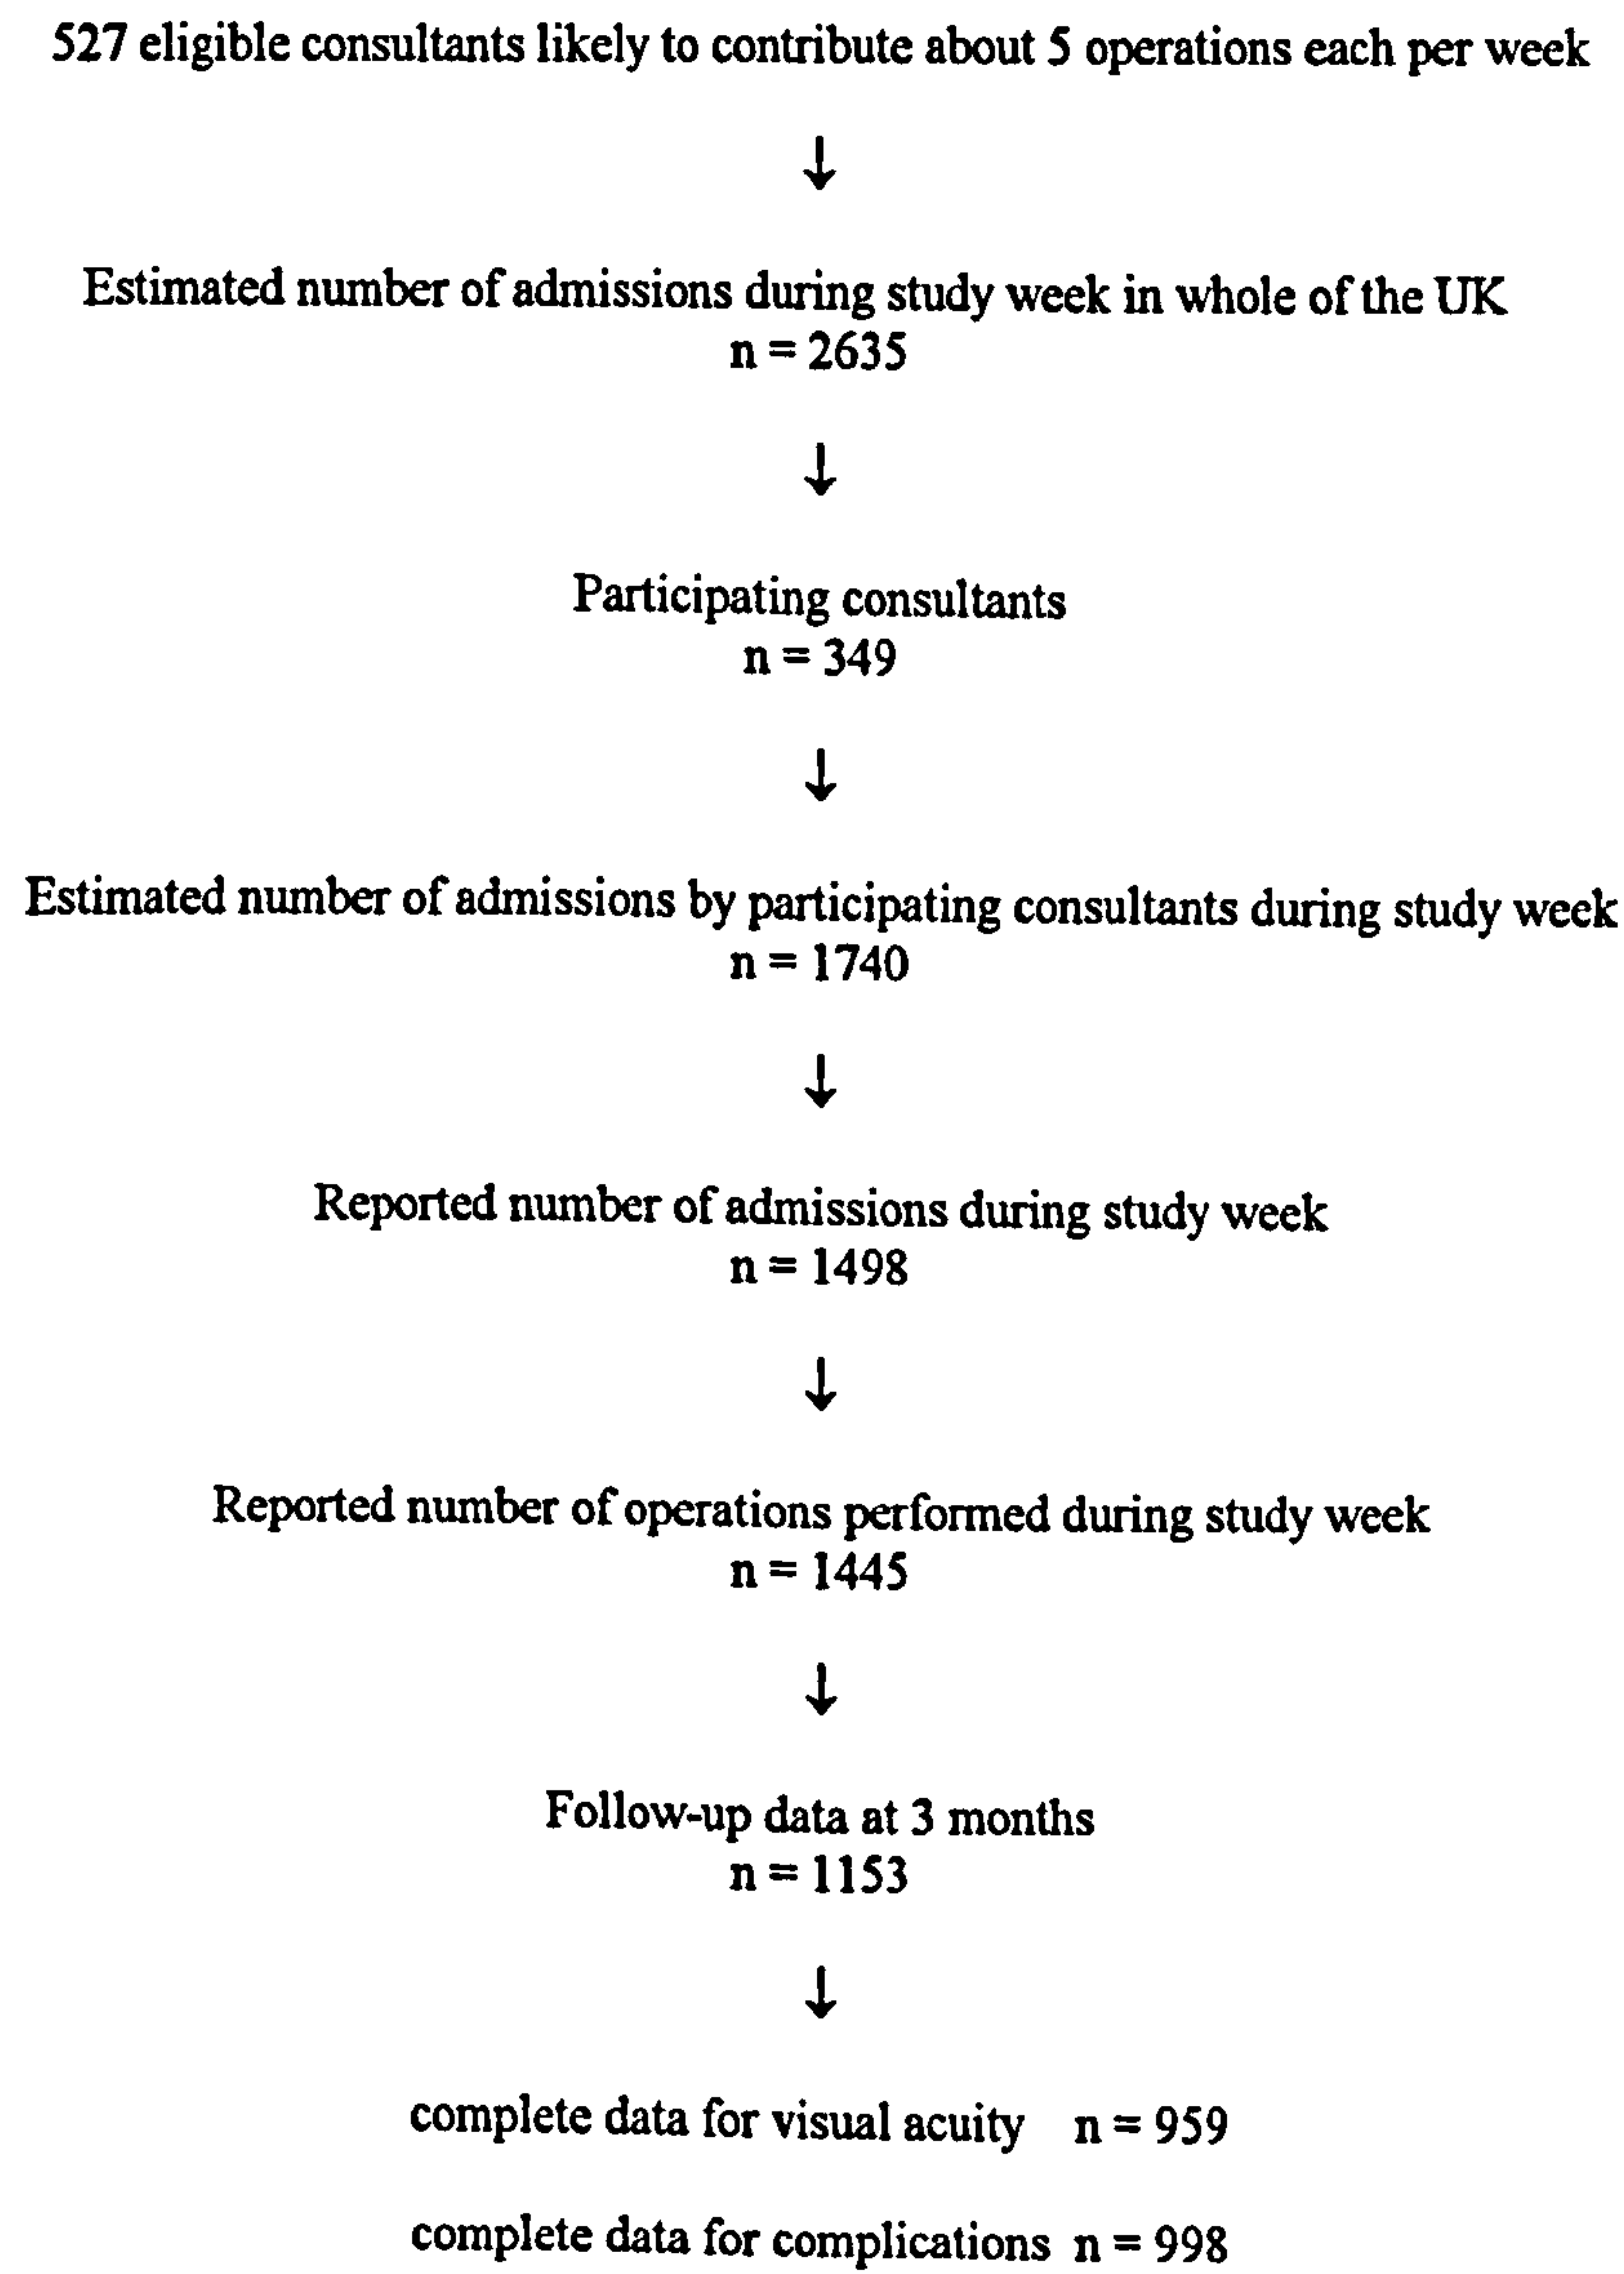 527 eligible consultants likely to contribute about 5 operations each per week
↓
Estimated number of admissions during study week in whole of the UK
n = 2635
↓
Participating consultants
n = 349
↓
Estimated number of admissions by participating consultants during study week
n = 1740
↓
Reported number of admissions during study week
n = 1498
↓
Reported number of operations performed during study week
n = 1445
↓
Follow-up data at 3 months
n = 1153
↓
complete data for visual acuity n = 959
complete data for complications n = 998